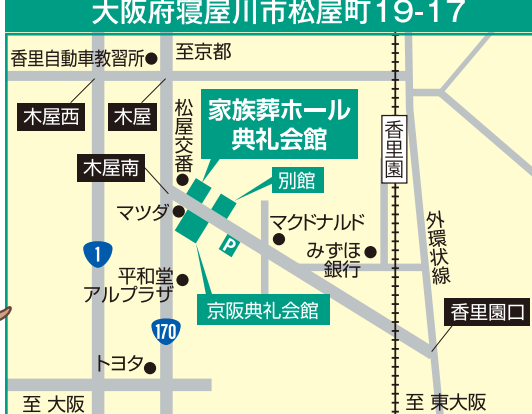 大阪府寝屋川市松屋町19-17
香里自動車教習所
至京都
木屋西
木屋
松屋交番
家族葬ホール
典礼会館
香里園
木屋南
別館
マツダ
マクドナルド
P
みずほ
銀行
外環状線
1
平和堂
アルプラザ
京阪典礼会館
香里園口
170
トヨタ
至 大阪
至 東大阪